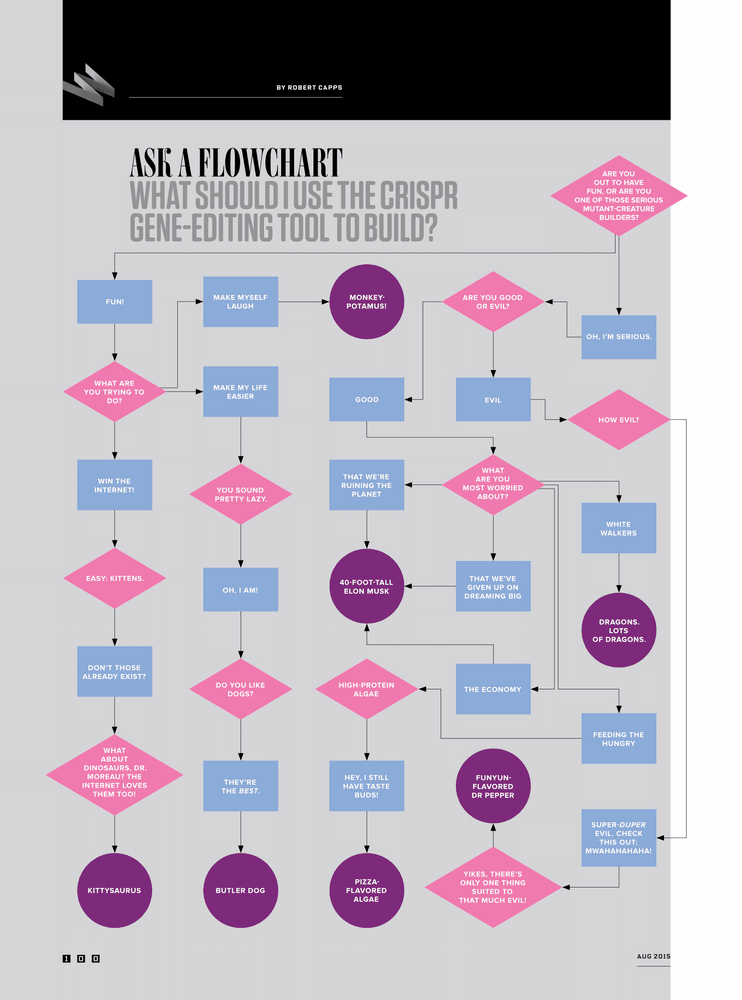 BY ROBERT CAPPS
ASK A FLOWCHART
WHAT SHOULD I USE THE CRISPR
GENE-EDITING TOOL TO BUILD?
ARE YOU
OUT TO HAVE
FUN, OR ARE YOU
ONE OF THOSE SERIOUS
MUTANT-CREATURE
BUILDERS?
FUN!
MAKE MYSELF
LAUGH
MONKEY-
POTAMUS!
ARE YOU GOOD
OR EVIL?
OH, I'M SERIOUS.
WHAT ARE
YOU TRYING TO
DO?
MAKE MY LIFE
EASIER
GOOD
EVIL
HOW EVIL?
WIN THE
INTERNET!
YOU SOUND
PRETTY LAZY.
THAT WE'RE
RUINING THE
PLANET
WHAT
ARE YOU
MOST WORRIED
ABOUT?
WHITE
WALKERS
EASY: KITTENS.
OH, I AM!
40-FOOT-TALL
ELON MUSK
THAT WE'VE
GIVEN UP ON
DREAMING BIG
DRAGONS.
LOTS
OF DRAGONS.
DON'T THOSE
ALREADY EXIST?
DO YOU LIKE
DOGS?
HIGH-PROTEIN
ALGAE
THE ECONOMY
FEEDING THE
HUNGRY
WHAT
ABOUT
DINOSAURS, DR.
MOREAU? THE
INTERNET LOVES
THEM TOO!
THEY'RE
THE BEST.
HEY, I STILL
HAVE TASTE
BUDS!
FUNYUN-
FLAVORED
DR PEPPER
SUPER-DUPER
EVIL. CHECK
THIS OUT:
MWAHAHAHAHA!
KITTYSAURUS
BUTLER DOG
PIZZA-
FLAVORED
ALGAE
YIKES, THERE'S
ONLY ONE THING
SUITED TO
THAT MUCH EVIL!
100
AUG 2015